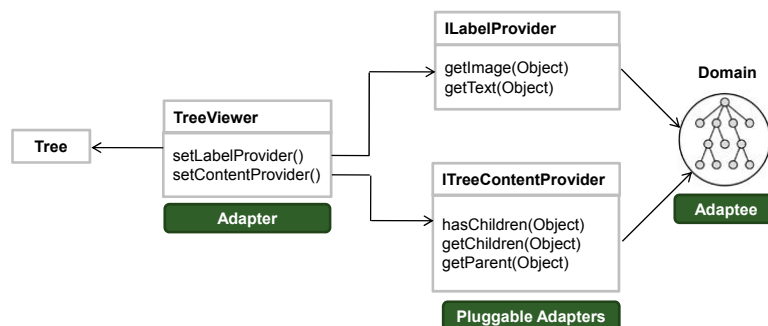 Tree
TreeViewer
setLabelProvider()
setContentProvider()
Adapter
ILabelProvider
getImage(Object)
getText(Object)
ITreeContentProvider
hasChildren(Object)
getChildren(Object)
getParent(Object)
Pluggable Adapters
Domain
Adaptee